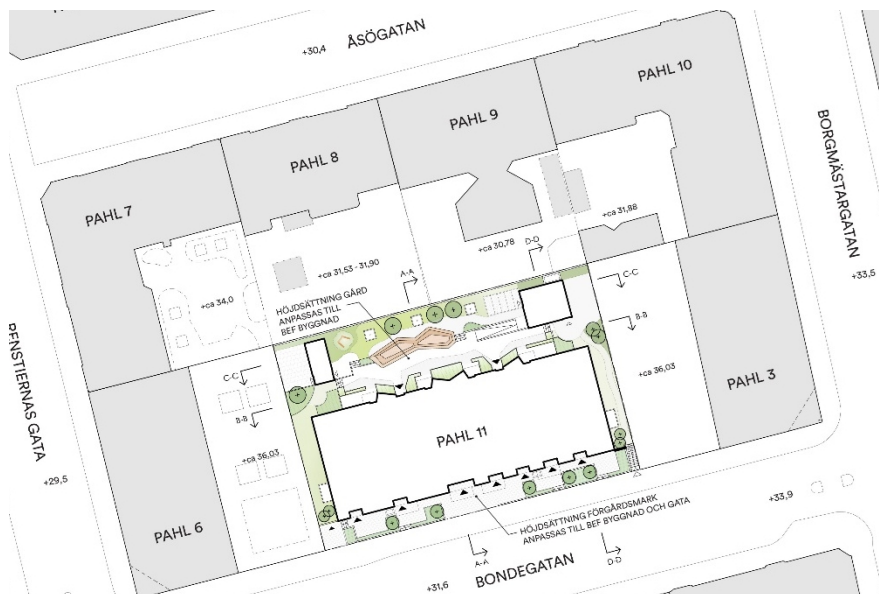 +30,4
ÅSÖGATAN
PAHL 10
PAHL 9
PAHL 8
PAHL 7
BORGMÄSTARGATAN
+ca 31,88
+ca 30,78
D-D
+ca 31,53 - 31,90
A-A
+ca 34,0
HÖJDSÄTTNING GÅRD
ANPASSAS TILL
BEF BYGGNAD
C-C
+33,5
B-B
RENSTIERNAS GATA
C-C
B-B
+ca 36,03
PAHL 3
PAHL 11
+ca 36,03
+29,5
PAHL 6
HÖJDSÄTTNING FÖRGÅRDSMARK
ANPASSAS TILL BEF BYGGNAD OCH GATA
+33,9
A-A
D-D
+31,6
BONDEGATAN